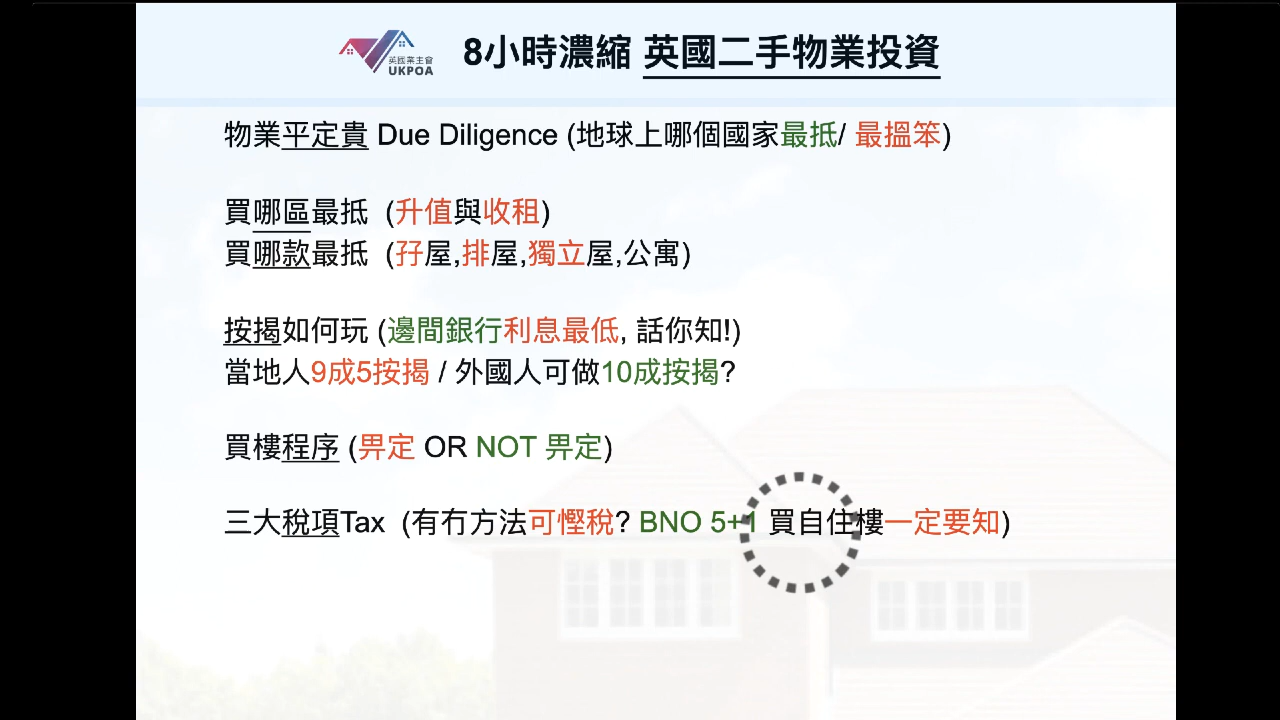 英國業主會
UKPOA
8小時濃縮 英國二手物業投資
物業平定貴 Due Diligence (地球上哪個國家最抵/ 最搵笨)
買哪區最抵 (升值與收租)
買哪款最抵 (孖屋,排屋,獨立屋,公寓)
按揭如何玩 (邊間銀行利息最低, 話你知!)
當地人9成5按揭 / 外國人可做10成按揭?
買樓程序 (畀定 OR NOT 畀定)
三大稅項Tax (有冇方法可慳稅? BNO 5+1 買自住樓一定要知)